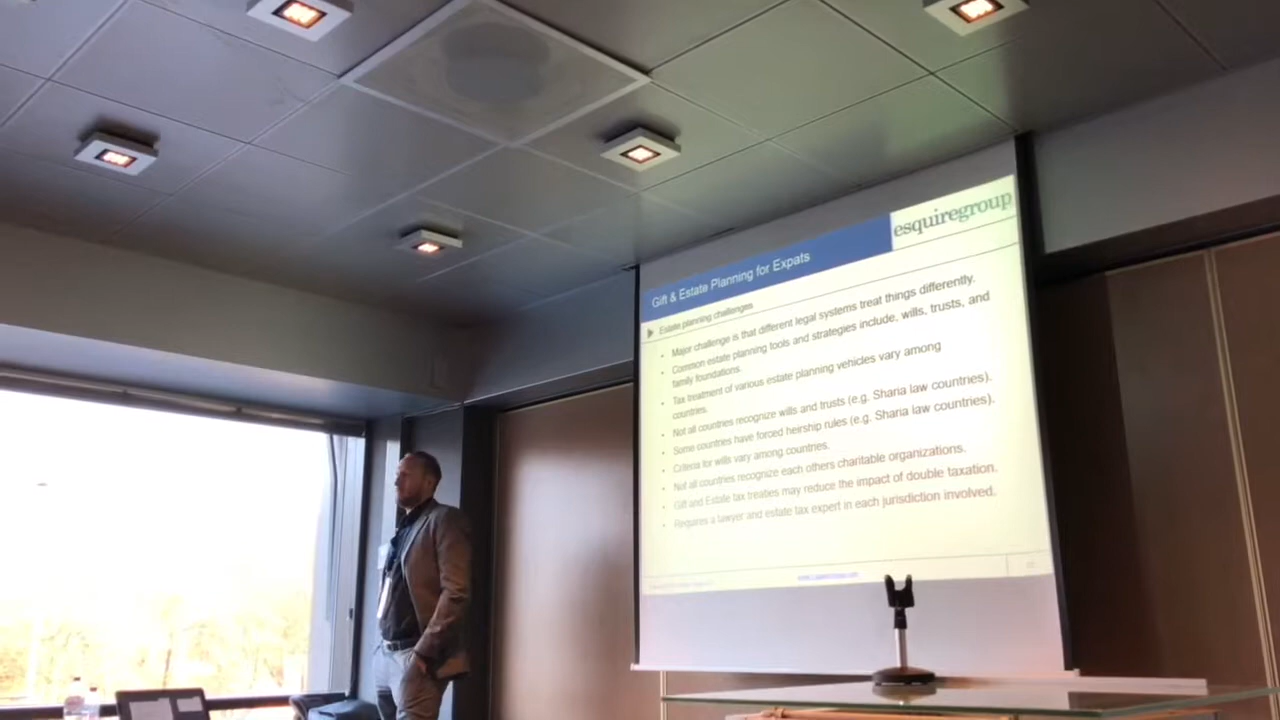 esquiregroup
Gift & Estate Planning for Expats
Estate planning challenges
Major challenge is that different legal systems treat things differently.
Common estate planning tools and strategies include, wills, trusts, and
family foundations.
Tax treatment of various estate planning vehicles vary among
countries.
Not all countries recognize wills and trusts (e.g. Sharia law countries).
Some countries have forced heirship rules (e.g. Sharia law countries).
Criteria for wills vary among countries.
Not all countries recognize each others charitable organizations.
Gift and Estate tax treaties may reduce the impact of double taxation.
Requires a lawyer and estate tax expert in each jurisdiction involved.